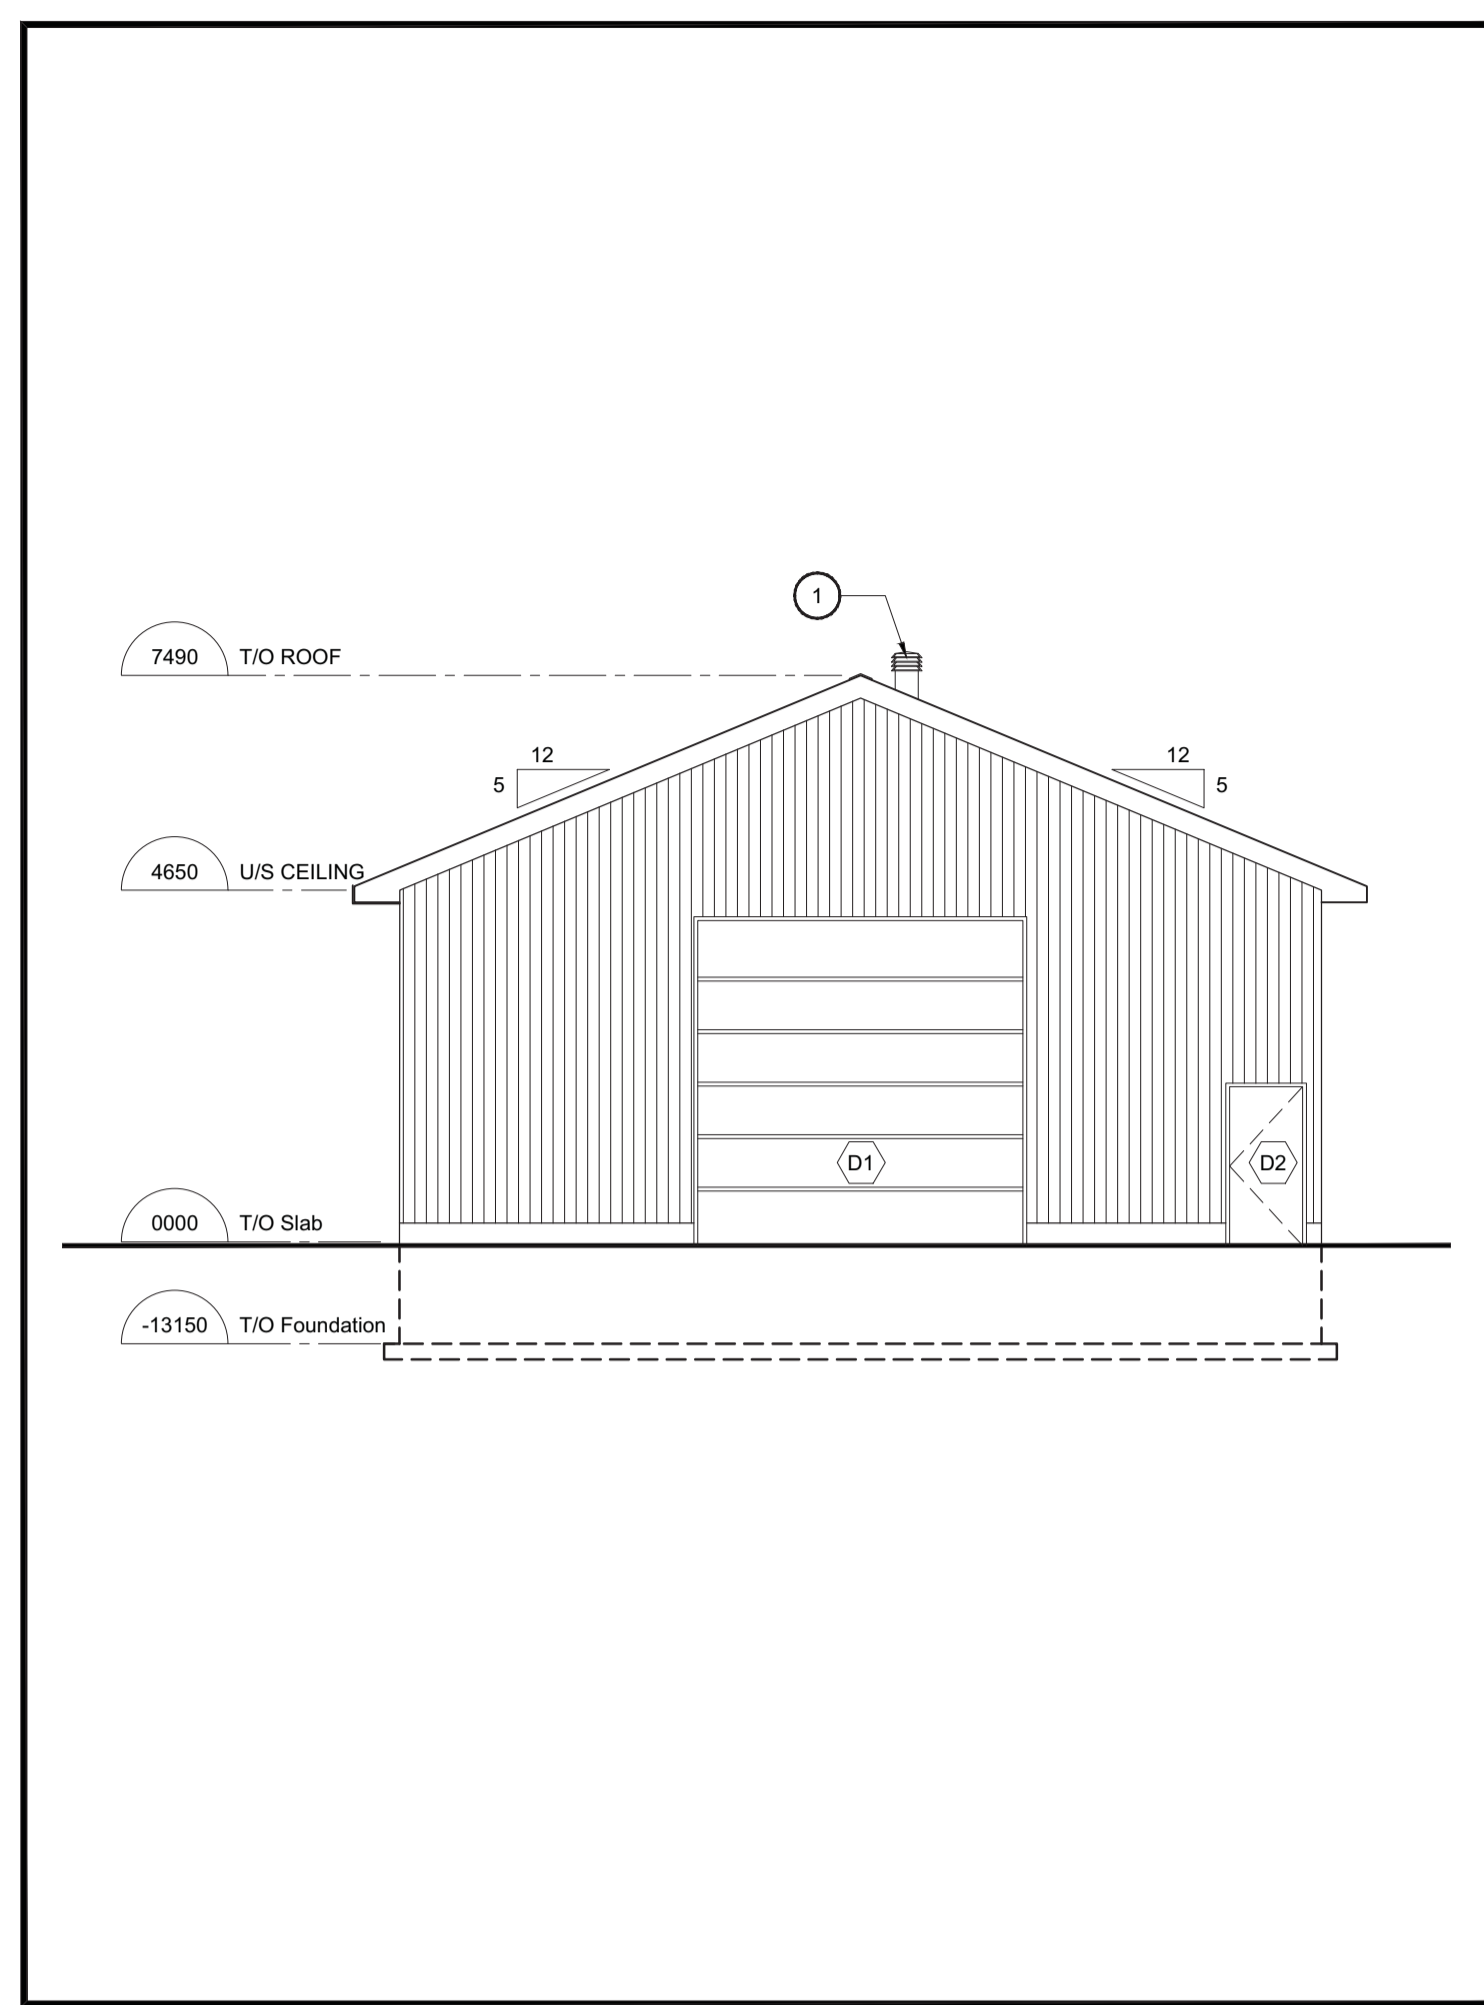 1
7490 T/O ROOF
12 12
5 5
4650 U/S CEILING
D1 D2
0000 T/O Slab
-13150 T/O Foundation